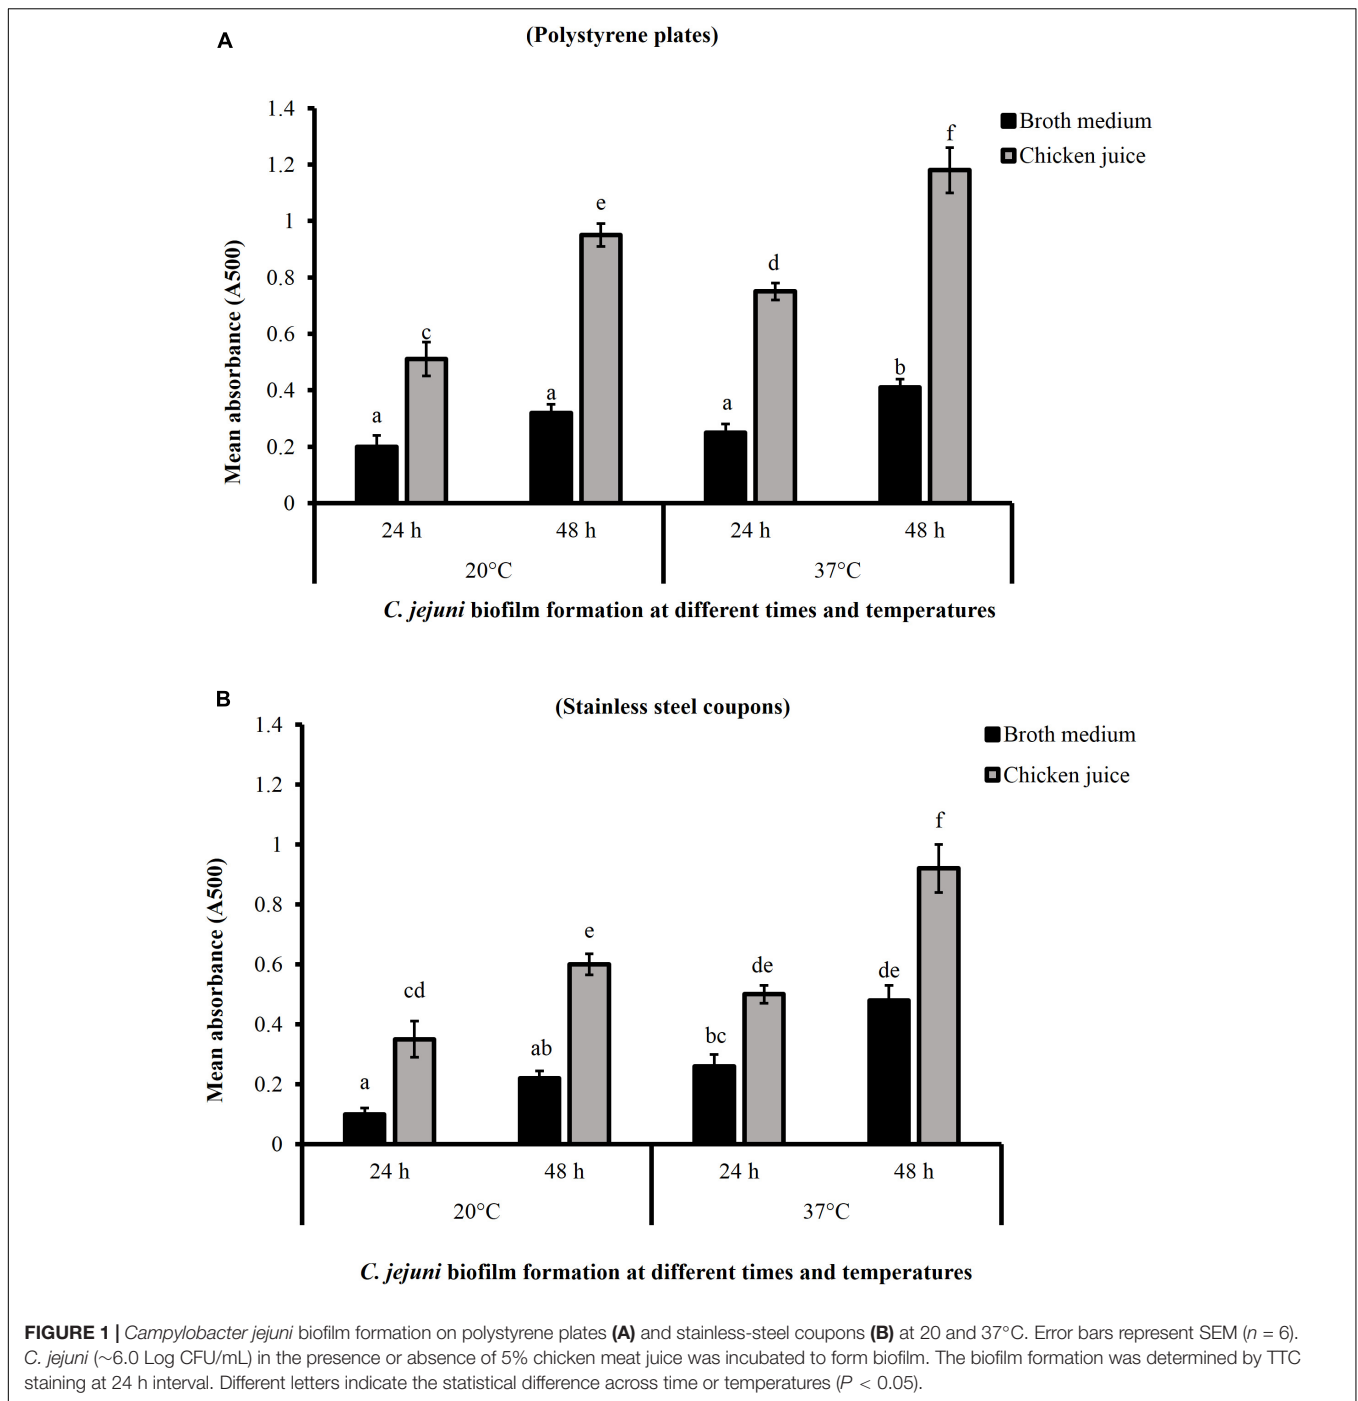 A
(Polystyrene plates)
1.4
1.2
1
0.8
0.6
0.4
0.2
0
Mean absorbance (A500)
Broth medium
Chicken juice
a
c
a
e
a
d
b
f
24 h
48 h
24 h
48 h
20°C
37°C
C. jejuni biofilm formation at different times and temperatures
B
(Stainless steel coupons)
1.4
1.2
1
0.8
0.6
0.4
0.2
0
Mean absorbance (A500)
Broth medium
Chicken juice
a
cd
ab
e
bc
de
de
f
24 h
48 h
24 h
48 h
20°C
37°C
C. jejuni biofilm formation at different times and temperatures
FIGURE 1 | Campylobacter jejuni biofilm formation on polystyrene plates (A) and stainless-steel coupons (B) at 20 and 37°C. Error bars represent SEM (n = 6).
C. jejuni (∼6.0 Log CFU/mL) in the presence or absence of 5% chicken meat juice was incubated to form biofilm. The biofilm formation was determined by TTC
staining at 24 h interval. Different letters indicate the statistical difference across time or temperatures (P < 0.05).